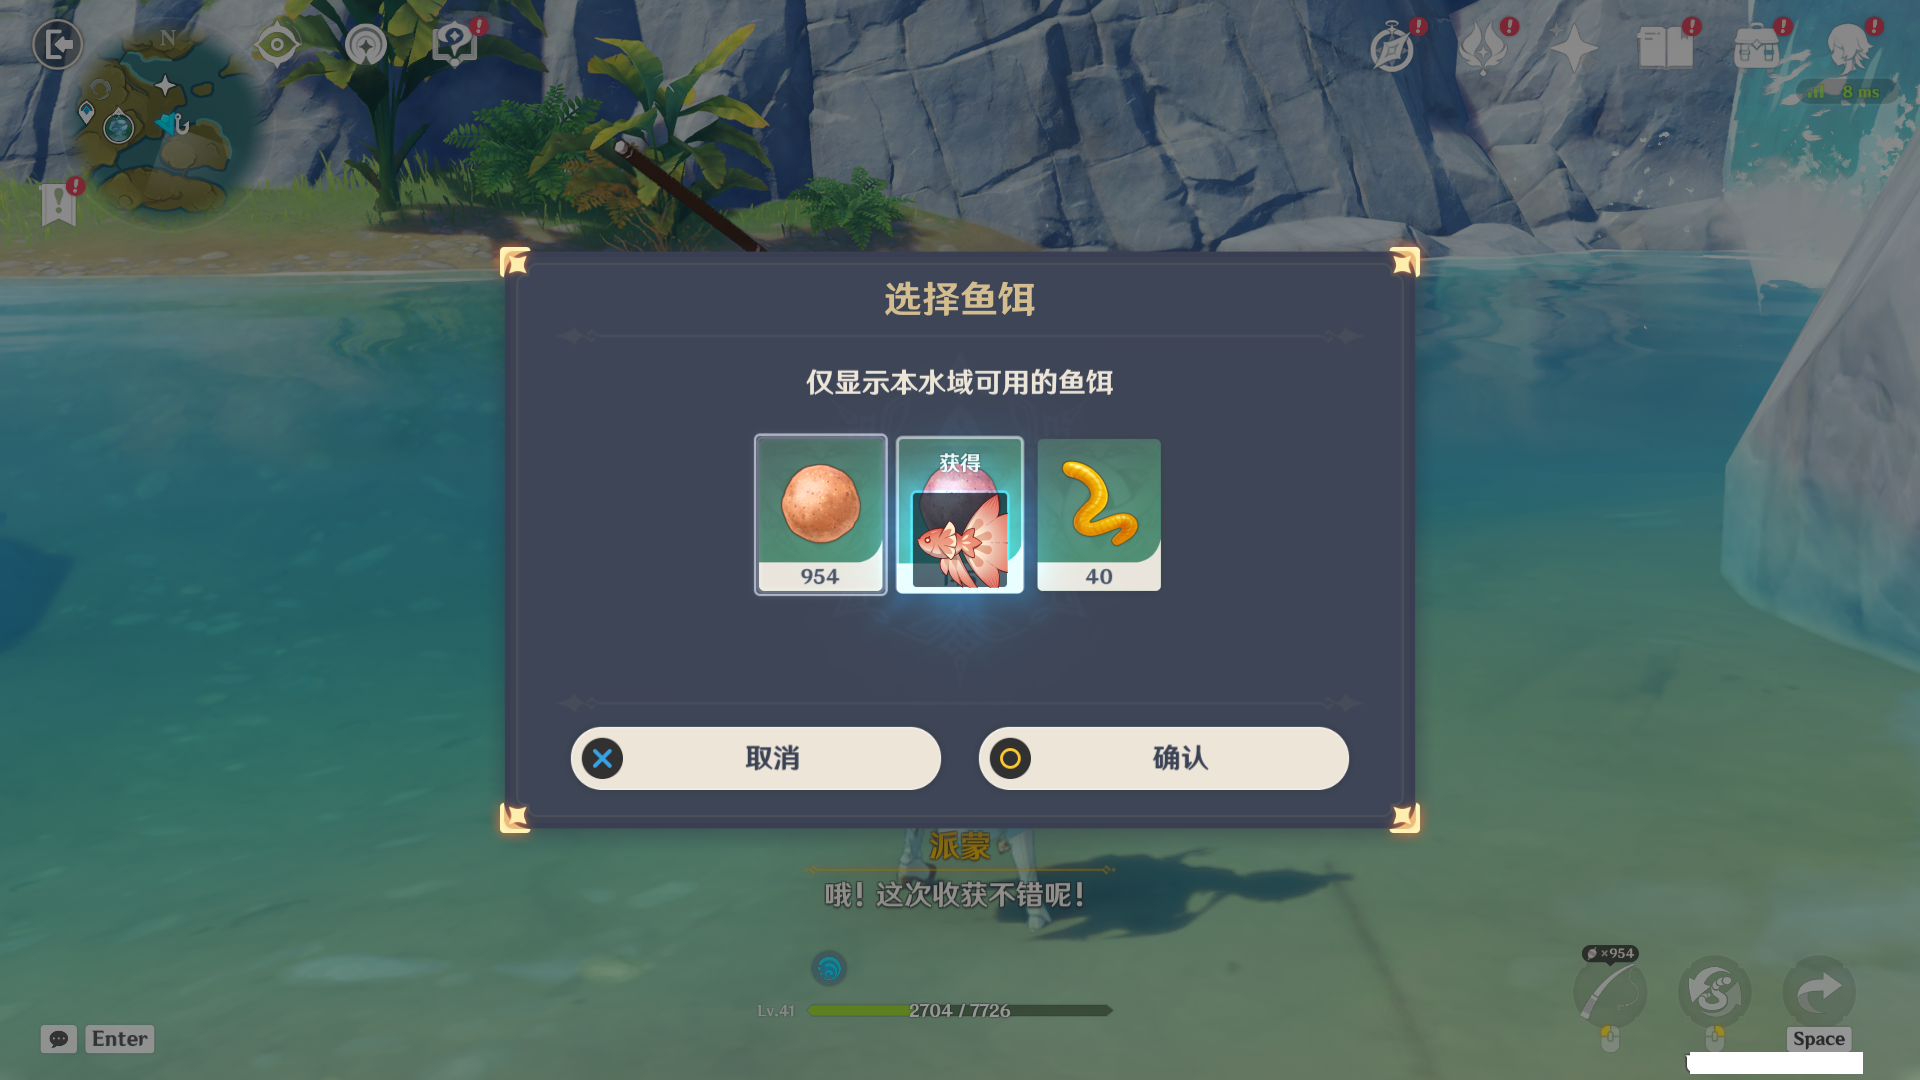 N
8 ms
选择鱼饵
仅显示本水域可用的鱼饵
获得
954
40
取消
确认
派蒙
哦！这次收获不错呢！
×954
Lv.41
2704 / 7726
Enter
Space